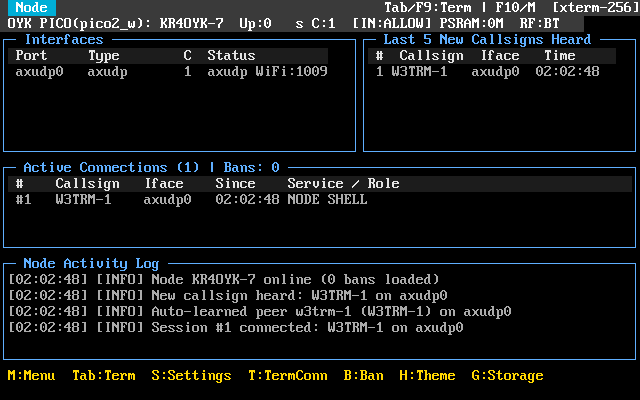 Node Tab/F9:Term | F10/M [xterm-256]
OYK PICO(pico2_w): KR4OYK-7 Up:0 s C:1 [IN:ALLOW] PSRAM:0M RF:BT
Interfaces
Port Type C Status
axudp0 axudp 1 axudp WiFi:1009
Last 5 New Callsigns Heard
# Callsign Iface Time
1 W3TRM-1 axudp0 02:02:48
Active Connections (1) | Bans: 0
# Callsign Iface Since Service / Role
#1 W3TRM-1 axudp0 02:02:48 NODE SHELL
Node Activity Log
[02:02:48] [INFO] Node KR4OYK-7 online (0 bans loaded)
[02:02:48] [INFO] New callsign heard: W3TRM-1 on axudp0
[02:02:48] [INFO] Auto-learned peer w3trm-1 (W3TRM-1) on axudp0
[02:02:48] [INFO] Session #1 connected: W3TRM-1 on axudp0
M:Menu Tab:Term S:Settings T:TermConn B:Ban H:Theme G:Storage